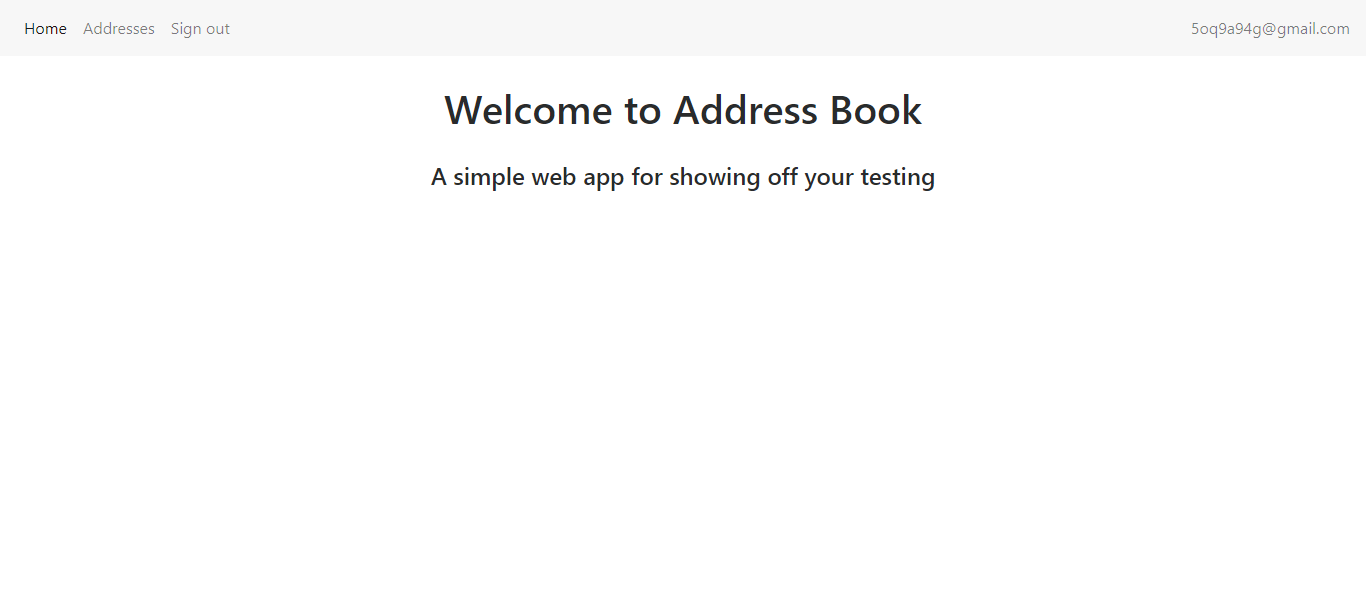 Home Addresses Sign out 5oq9a94g@gmail.com
Welcome to Address Book
A simple web app for showing off your testing